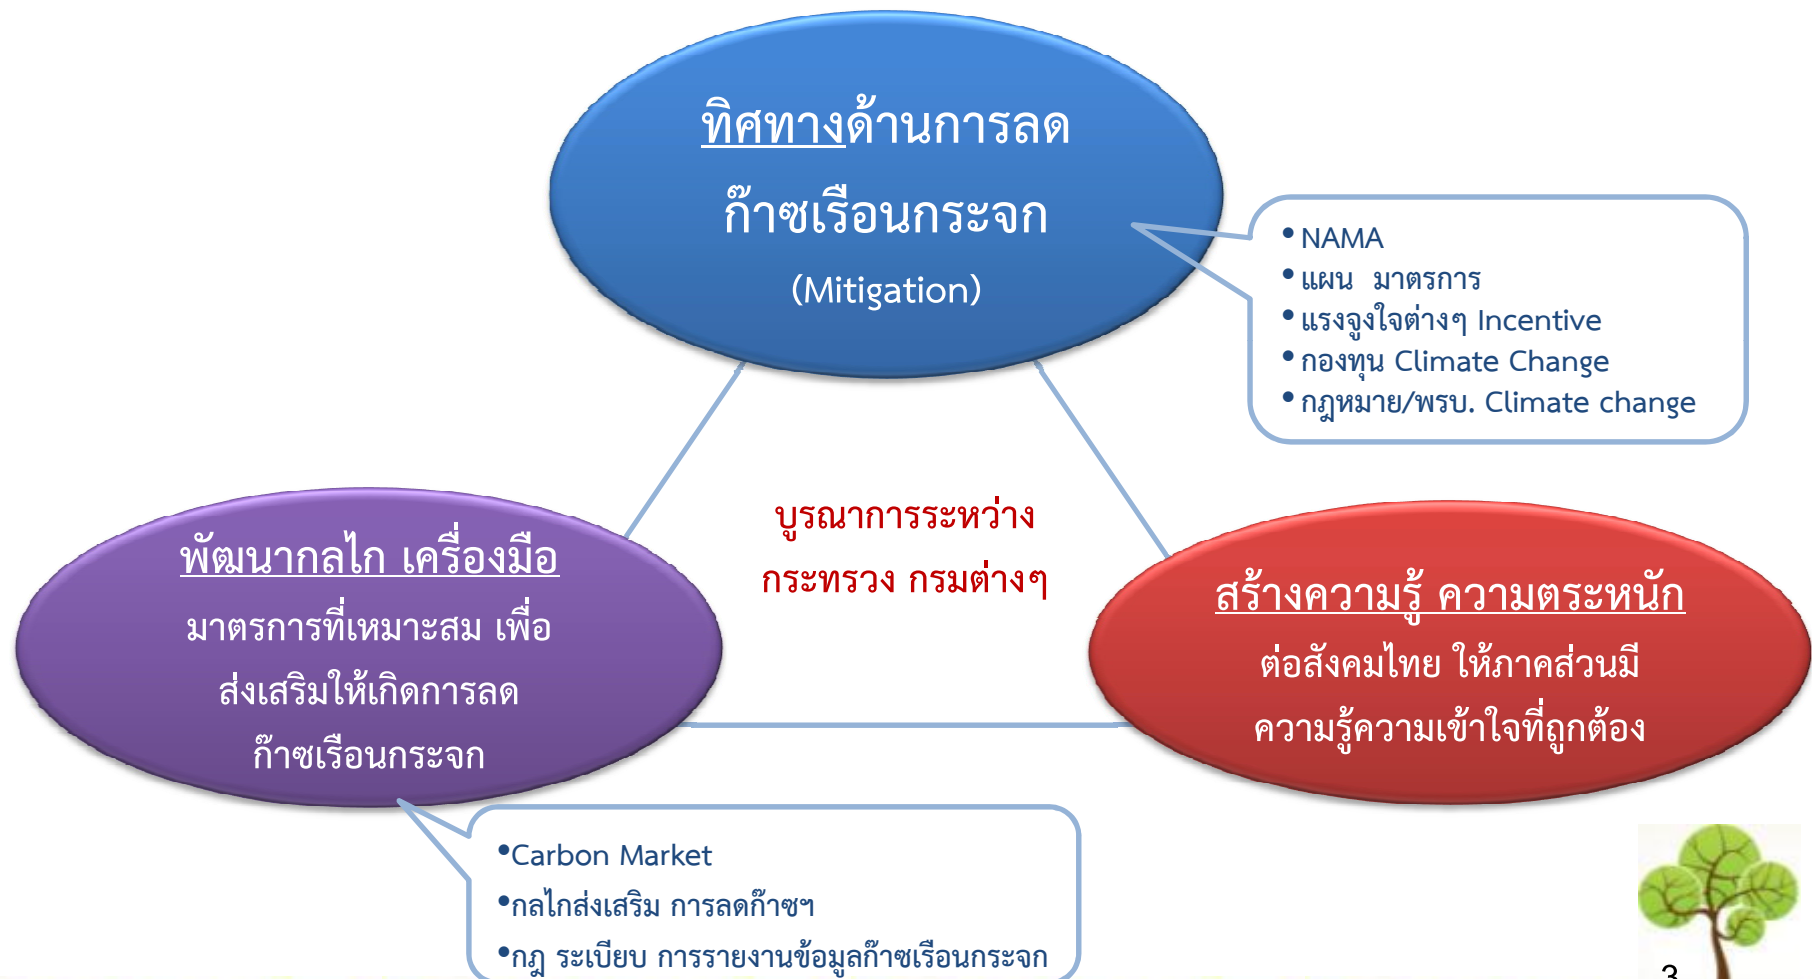 ทิศทางด้านการลด
ก๊าซเรือนกระจก
(Mitigation)
•NAMA
•แผน มาตรการ
•แรงจูงใจต่างๆ Incentive
•กองทุน Climate Change
•กฎหมาย/พรบ. Climate change
บูรณาการระหว่าง
กระทรวง กรมต่างๆ
พัฒนากลไก เครื่องมือ
มาตรการที่เหมาะสม เพื่อ
ส่งเสริมให้เกิดการลด
ก๊าซเรือนกระจก
สร้างความรู้ ความตระหนัก
ต่อสังคมไทย ให้ภาคส่วนมี
ความรู้ความเข้าใจที่ถูกต้อง
•Carbon Market
•กลไกส่งเสริม การลดก๊าซฯ
•กฎ ระเบียบ การรายงานข้อมูลก๊าซเรือนกระจก
3